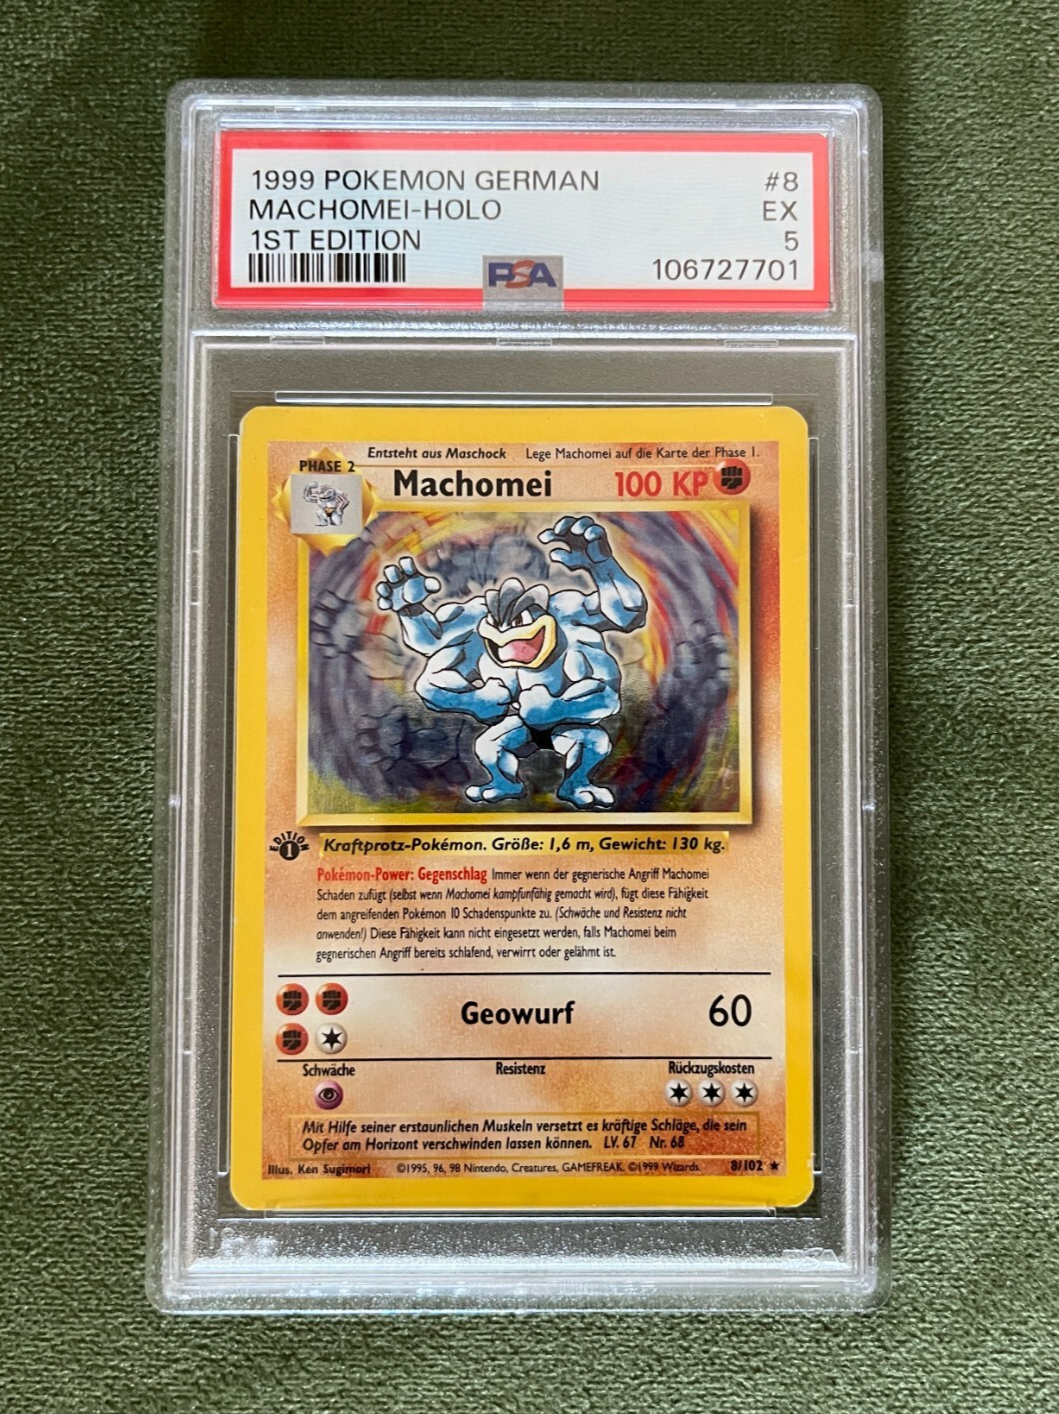 1999 POKEMON GERMAN #8
MACHOMEI-HOLO EX
1ST EDITION 5
PSA 106727701
Entsteht aus Maschock Lege Machomei auf die Karte der Phase 1.
PHASE 2
Machomei 100 KP
EDITION
1
Kraftprotz-Pokémon. Größe: 1,6 m, Gewicht: 130 kg.
Pokémon-Power: Gegenschlag Immer wenn der gegnerische Angriff Machomei
Schaden zufügt (selbst wenn Machomei kampfunfähig gemacht wird), fügt diese Fähigkeit
dem angreifenden Pokémon 10 Schadenspunkte zu. (Schwäche und Resistenz nicht
anwenden!) Diese Fähigkeit kann nicht eingesetzt werden, falls Machomei beim
gegnerischen Angriff bereits schlafend, verwirrt oder gelähmt ist.
Geowurf 60
Schwäche Resistenz Rückzugskosten
Mit Hilfe seiner erstaunlichen Muskeln versetzt es kräftige Schläge, die sein
Opfer am Horizont verschwinden lassen können. LV. 67 Nr. 68
Illus. Ken Sugimori ©1995, 96, 98 Nintendo, Creatures, GAMEFREAK. ©1999 Wizards. 8/102 ★